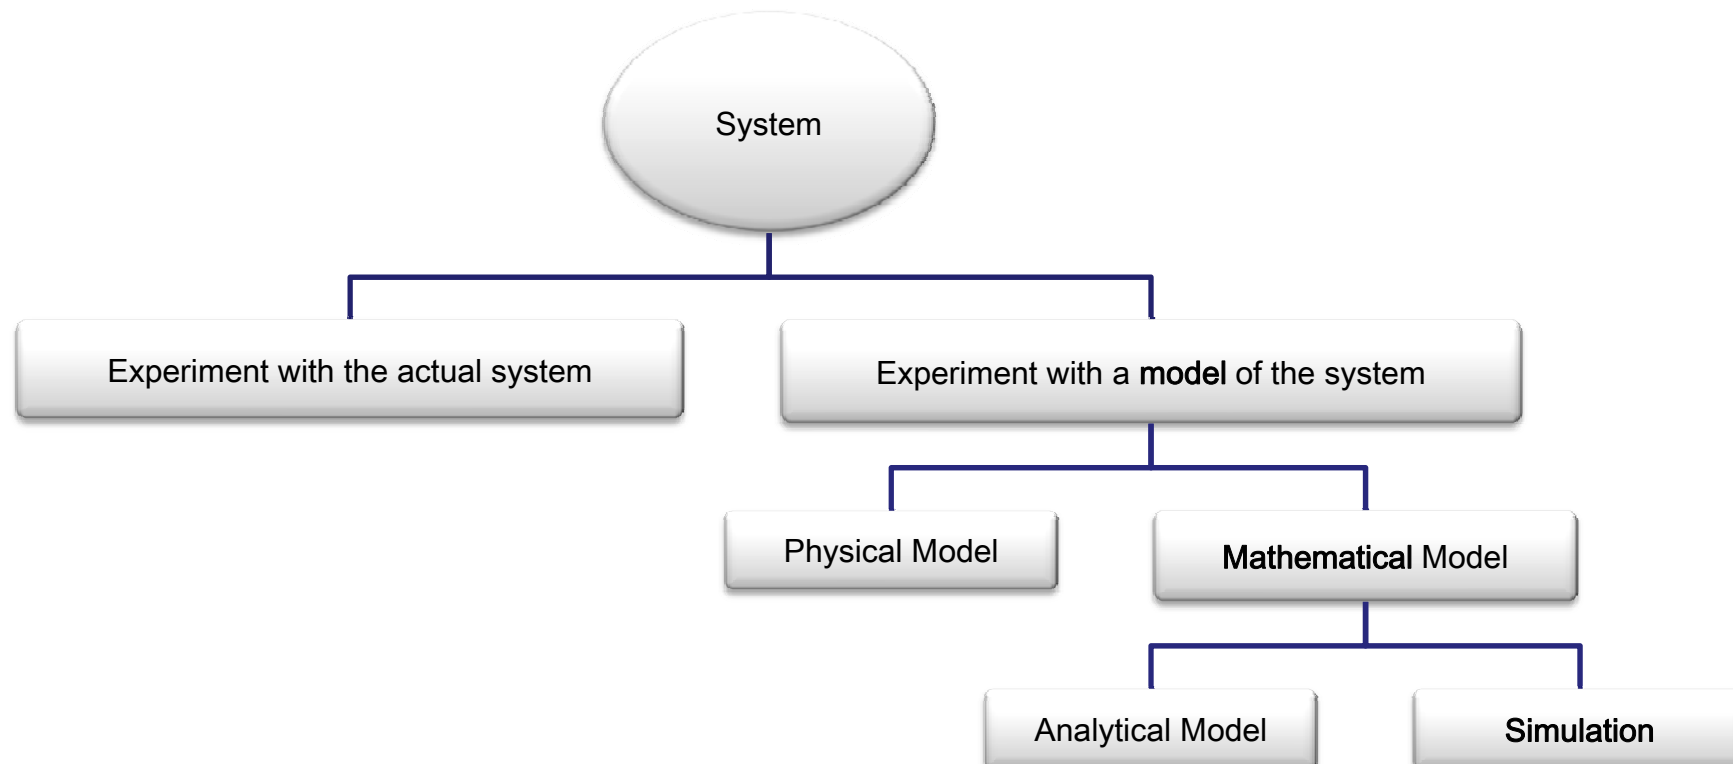 System
Experiment with the actual system
Experiment with a model of the system
Physical Model
Mathematical Model
Analytical Model
Simulation